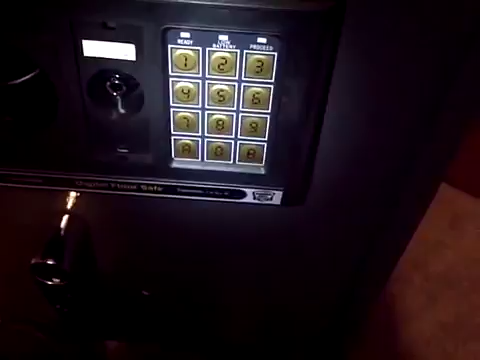 READY LOW BATTERY PROCEED
1 2 3
4 5 6
7 8 9
A 0 B
Digital Floor Safe